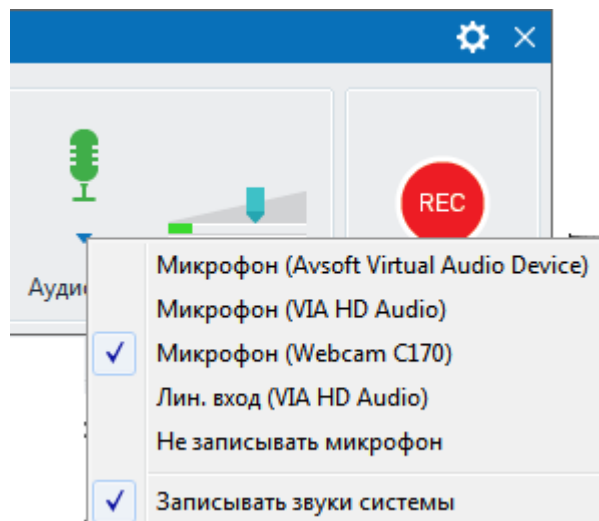 REC
Аудио
Микрофон (Avsoft Virtual Audio Device)
Микрофон (VIA HD Audio)
Микрофон (Webcam C170)
Лин. вход (VIA HD Audio)
Не записывать микрофон
Записывать звуки системы